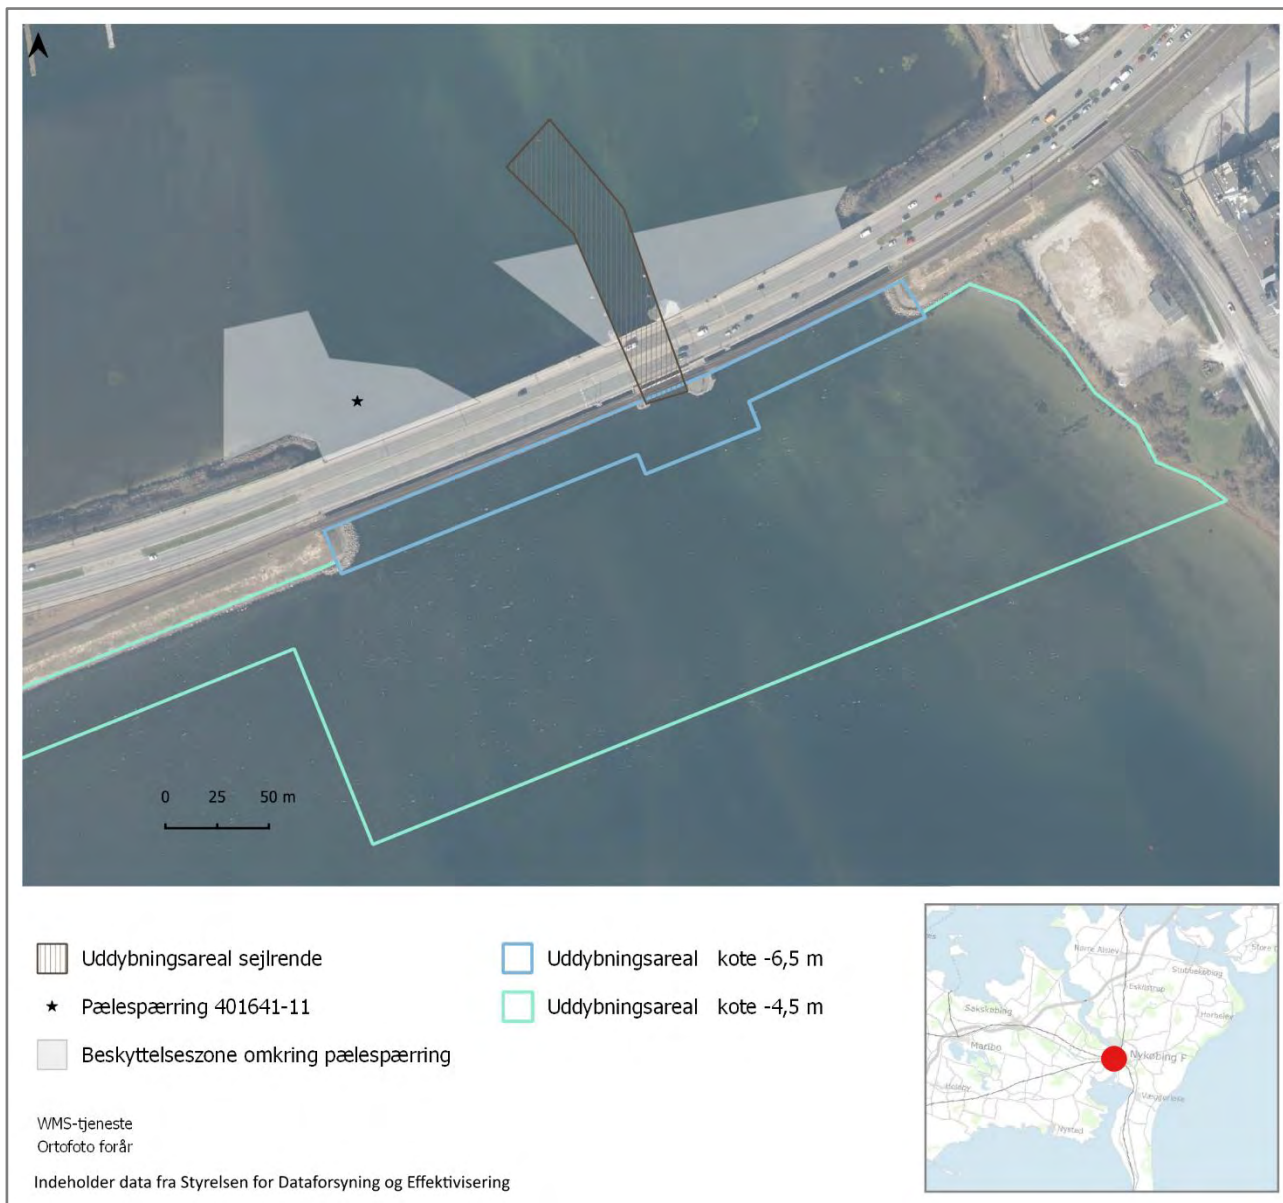 0 25 50 m
Uddybningsareal sejlrende
Pælespærring 401641-11
Beskyttelseszone omkring pælespærring
Uddybningsareal kote -6,5 m
Uddybningsareal kote -4,5 m
WMS-tjeneste
Ortofoto forår
Indeholder data fra Styrelsen for Dataforsyning og Effektivisering
Nørre Alslev
Stubbekøbing
Eskilstrup
Horbelev
Sakskøbing
Maribo
Nykøbing F
Væggerløse
Nysted